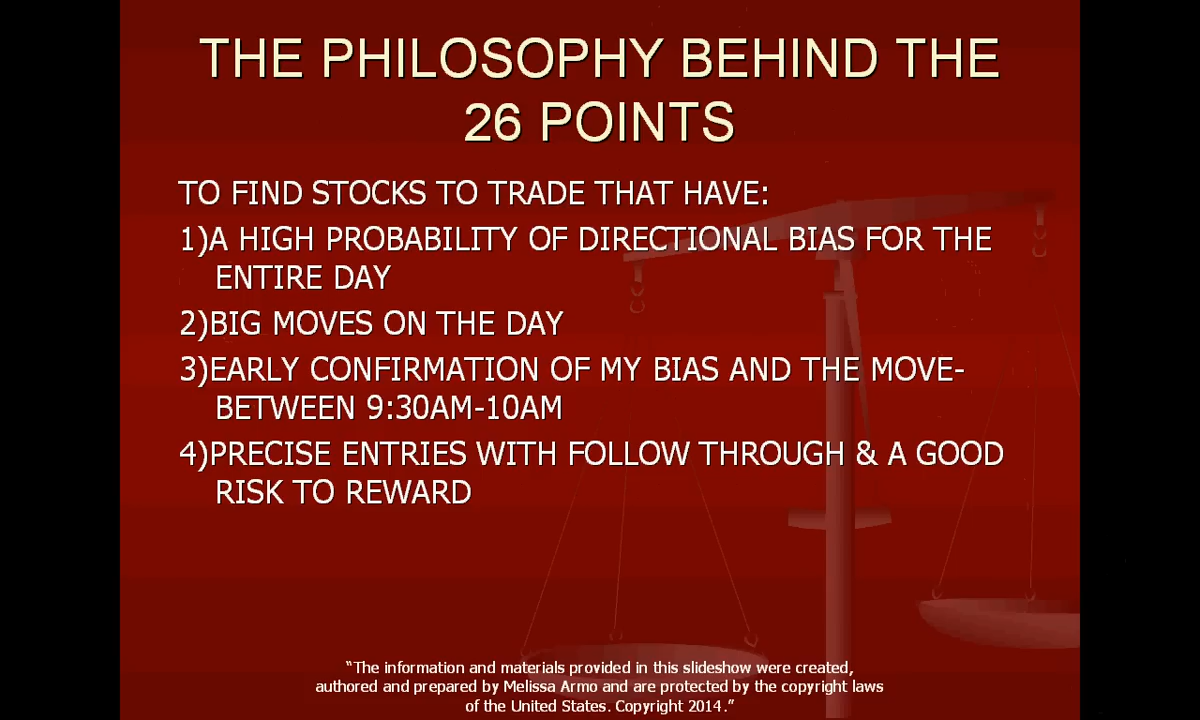 THE PHILOSOPHY BEHIND THE
26 POINTS
TO FIND STOCKS TO TRADE THAT HAVE:
1)A HIGH PROBABILITY OF DIRECTIONAL BIAS FOR THE
ENTIRE DAY
2)BIG MOVES ON THE DAY
3)EARLY CONFIRMATION OF MY BIAS AND THE MOVE-
BETWEEN 9:30AM-10AM
4)PRECISE ENTRIES WITH FOLLOW THROUGH & A GOOD
RISK TO REWARD
“The information and materials provided in this slideshow were created,
authored and prepared by Melissa Armo and are protected by the copyright laws
of the United States. Copyright 2014.”